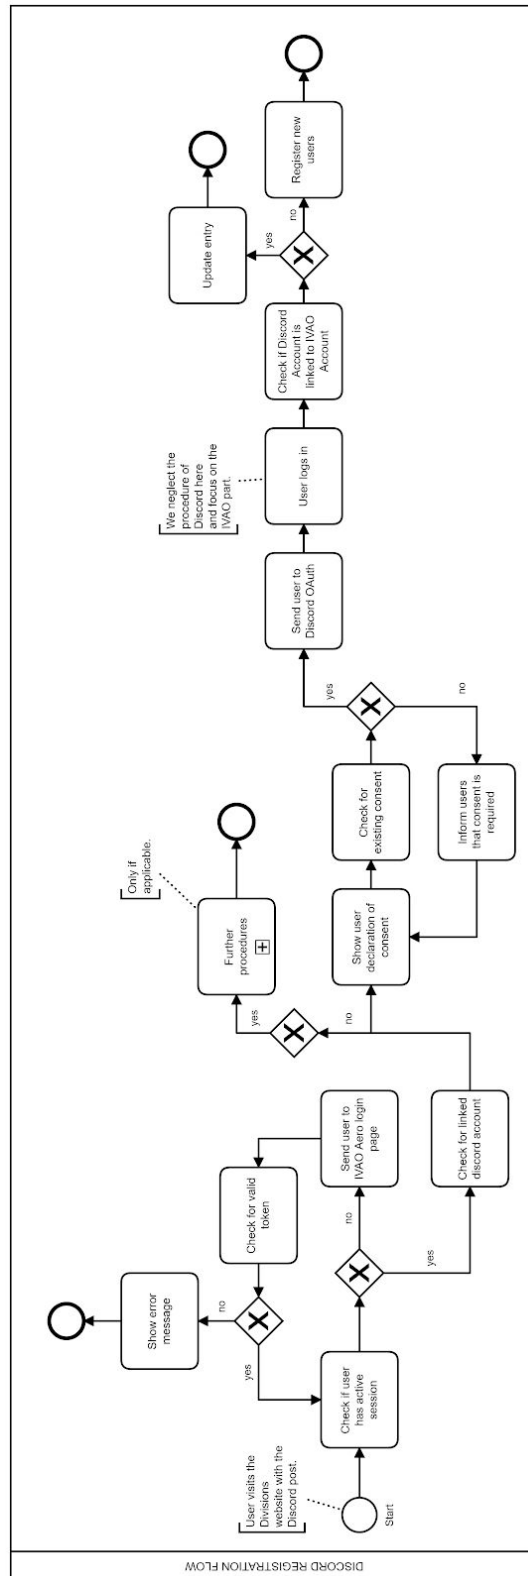 DISCORD REGISTRATION FLOW
User visits the
Divisions
website with the
Discord post.
Start
Check if user
has active
session
yes
no
Show error
message
Check for valid
token
no
yes
Send user to
IVAO Aero login
page
Check for linked
discord account
yes
no
Only if
applicable.
Further
procedures
Show user
declaration of
consent
Check for
existing consent
Inform users
that consent is
required
yes
no
Send user to
Discord OAuth
We neglect the
procedure of
Discord here
and focus on the
IVAO part.
User logs in
Check if Discord
Account is
linked to IVAO
Account
yes
no
Update entry
Register new
users